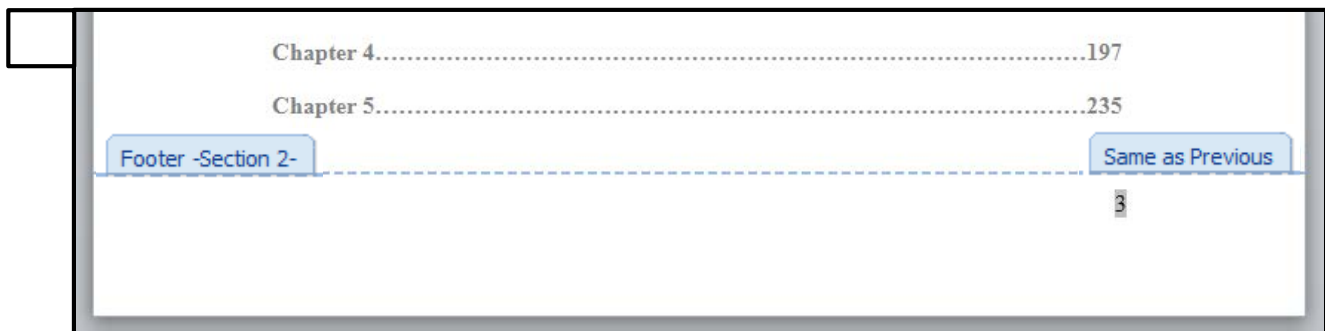 Chapter 4.......................................................................197
Chapter 5.......................................................................235
Footer -Section 2- Same as Previous
3